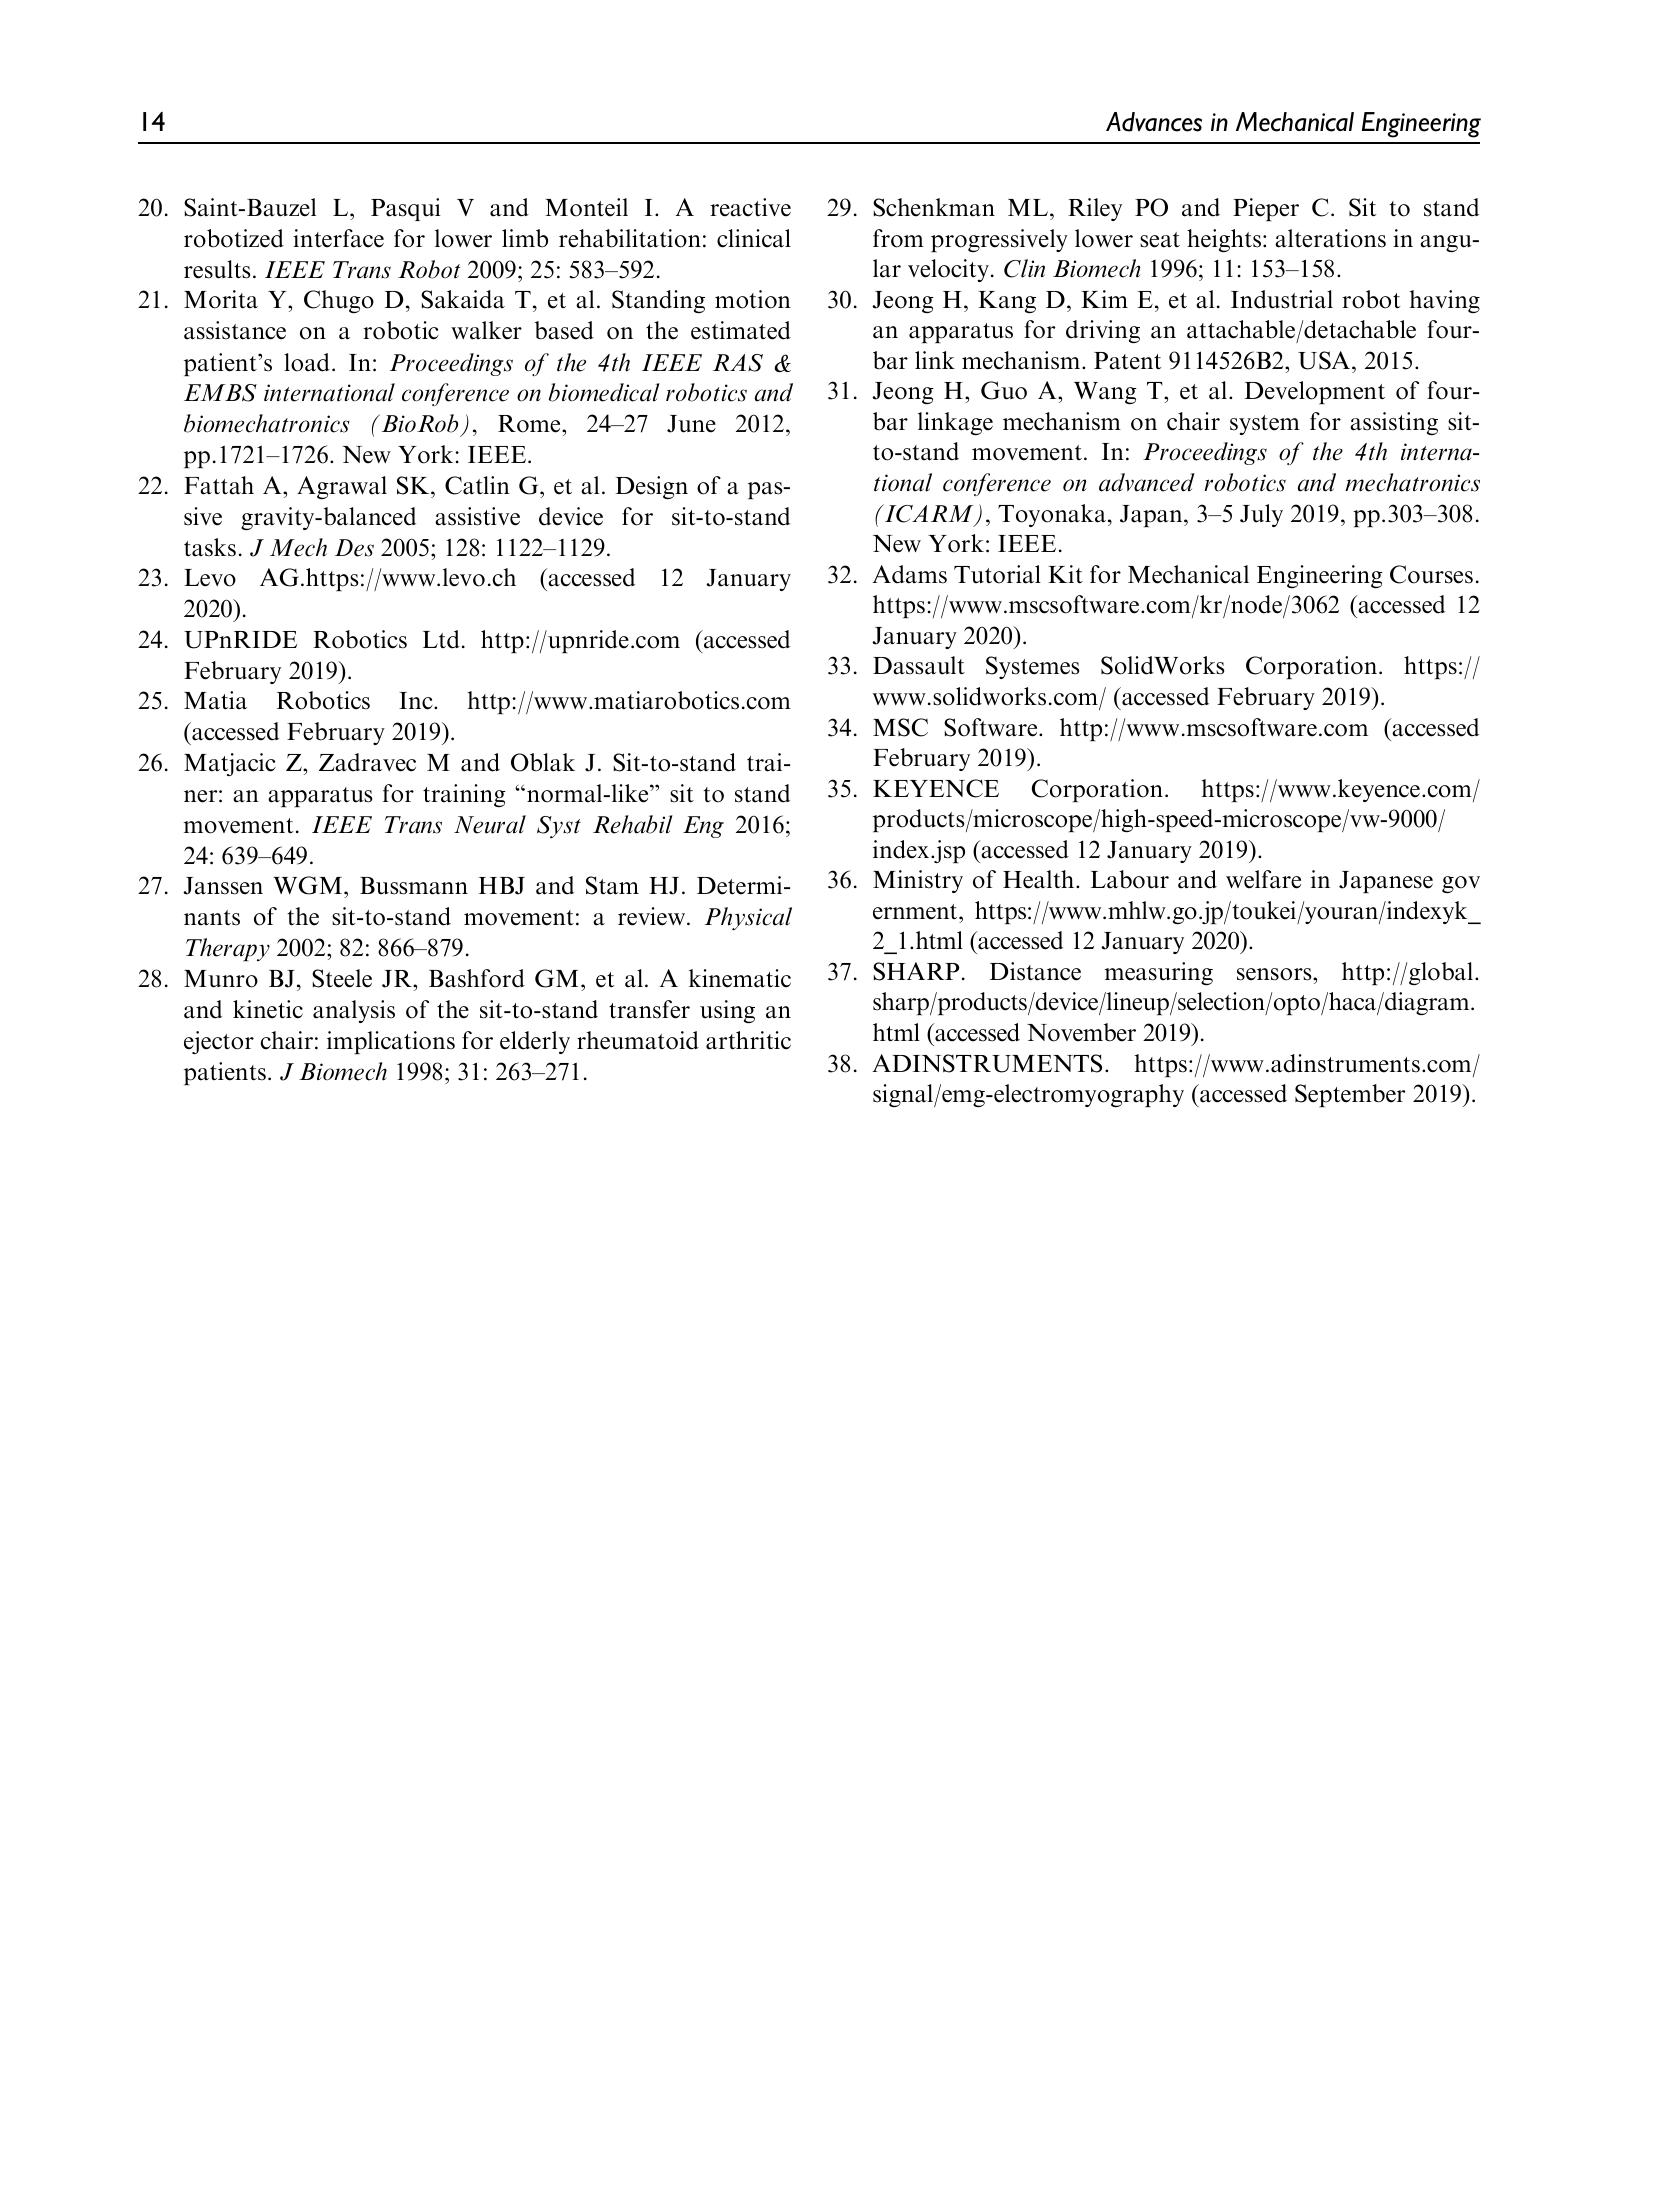 14
Advances in Mechanical Engineering
20. Saint-Bauzel L, Pasqui V and Monteil I. A reactive
robotized interface for lower limb rehabilitation: clinical
results. IEEE Trans Robot 2009; 25: 583–592.
21. Morita Y, Chugo D, Sakaida T, et al. Standing motion
assistance on a robotic walker based on the estimated
patient’s load. In: Proceedings of the 4th IEEE RAS &
EMBS international conference on biomedical robotics and
biomechatronics (BioRob), Rome, 24–27 June 2012,
pp.1721–1726. New York: IEEE.
22. Fattah A, Agrawal SK, Catlin G, et al. Design of a pas-
sive gravity-balanced assistive device for sit-to-stand
tasks. J Mech Des 2005; 128: 1122–1129.
23. Levo AG.https://www.levo.ch (accessed 12 January
2020).
24. UPnRIDE Robotics Ltd. http://upnride.com (accessed
February 2019).
25. Matia Robotics Inc. http://www.matiarobotics.com
(accessed February 2019).
26. Matjacic Z, Zadravec M and Oblak J. Sit-to-stand trai-
ner: an apparatus for training “normal-like” sit to stand
movement. IEEE Trans Neural Syst Rehabil Eng 2016;
24: 639–649.
27. Janssen WGM, Bussmann HBJ and Stam HJ. Determi-
nants of the sit-to-stand movement: a review. Physical
Therapy 2002; 82: 866–879.
28. Munro BJ, Steele JR, Bashford GM, et al. A kinematic
and kinetic analysis of the sit-to-stand transfer using an
ejector chair: implications for elderly rheumatoid arthritic
patients. J Biomech 1998; 31: 263–271.
29. Schenkman ML, Riley PO and Pieper C. Sit to stand
from progressively lower seat heights: alterations in angu-
lar velocity. Clin Biomech 1996; 11: 153–158.
30. Jeong H, Kang D, Kim E, et al. Industrial robot having
an apparatus for driving an attachable/detachable four-
bar link mechanism. Patent 9114526B2, USA, 2015.
31. Jeong H, Guo A, Wang T, et al. Development of four-
bar linkage mechanism on chair system for assisting sit-
to-stand movement. In: Proceedings of the 4th interna-
tional conference on advanced robotics and mechatronics
(ICARM), Toyonaka, Japan, 3–5 July 2019, pp.303–308.
New York: IEEE.
32. Adams Tutorial Kit for Mechanical Engineering Courses.
https://www.mscsoftware.com/kr/node/3062 (accessed 12
January 2020).
33. Dassault Systemes SolidWorks Corporation. https://
www.solidworks.com/ (accessed February 2019).
34. MSC Software. http://www.mscsoftware.com (accessed
February 2019).
35. KEYENCE Corporation. https://www.keyence.com/
products/microscope/high-speed-microscope/vw-9000/
index.jsp (accessed 12 January 2019).
36. Ministry of Health. Labour and welfare in Japanese gov
ernment, https://www.mhlw.go.jp/toukei/youran/indexyk_
2_1.html (accessed 12 January 2020).
37. SHARP. Distance measuring sensors, http://global.
sharp/products/device/lineup/selection/opto/haca/diagram.
html (accessed November 2019).
38. ADINSTRUMENTS. https://www.adinstruments.com/
signal/emg-electromyography (accessed September 2019).